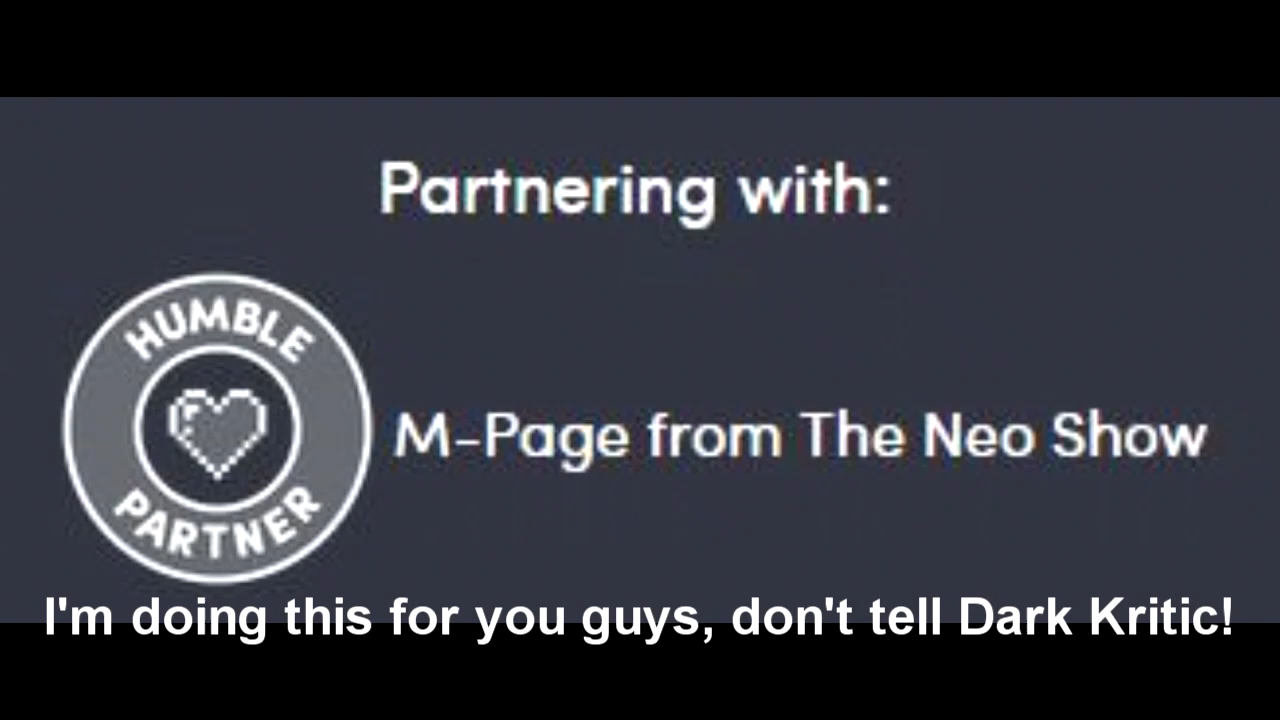 Partnering with:
HUMBLE
PARTNER
M-Page from The Neo Show
I'm doing this for you guys, don't tell Dark Kritic!